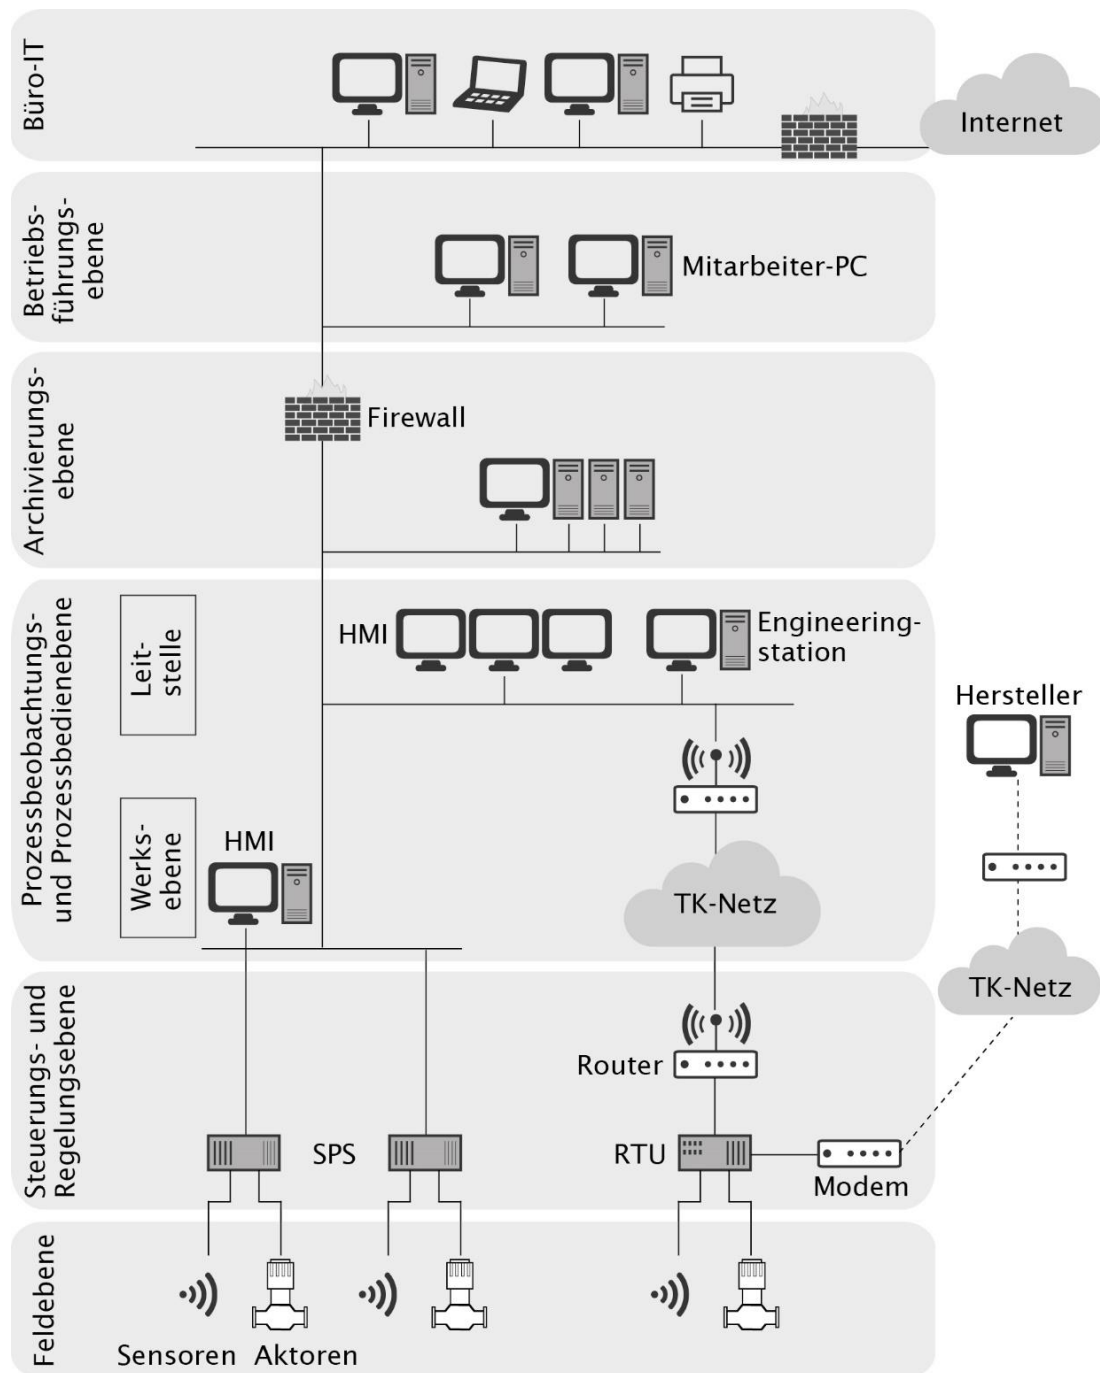 Büro-IT
Internet
Betriebs-
führungs-
ebene
Mitarbeiter-PC
Archivierungs-
ebene
Firewall
Prozessbeobachtungs-
und Prozessbedienebene
Leit-
stelle
HMI
Engineering-
station
Hersteller
Werks-
ebene
HMI
TK-Netz
TK-Netz
Steuerungs- und
Regelungsebene
Router
SPS
RTU
Modem
Feldebene
Sensoren
Aktoren